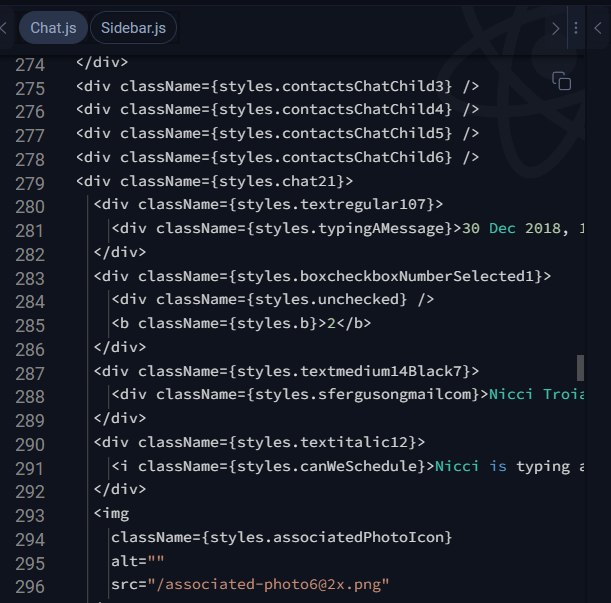 Chat.js Sidebar.js
274 </div>
275 <div className={styles.contactsChatChild3} />
276 <div className={styles.contactsChatChild4} />
277 <div className={styles.contactsChatChild5} />
278 <div className={styles.contactsChatChild6} />
279 <div className={styles.chat21}>
280 <div className={styles.textregular107}>
281 <div className={styles.typingAMessage}>30 Dec 2018, 1
282 </div>
283 <div className={styles.boxcheckboxNumberSelected1}>
284 <div className={styles.unchecked} />
285 <b className={styles.b}>2</b>
286 </div>
287 <div className={styles.textmedium14Black7}>
288 <div className={styles.sfergusongmailcom}>Nicci Troia
289 </div>
290 <div className={styles.textitalic12}>
291 <i className={styles.canWeSchedule}>Nicci is typing a
292 </div>
293 <img
294 className={styles.associatedPhotoIcon}
295 alt=""
296 src="/associated-photo6@2x.png"